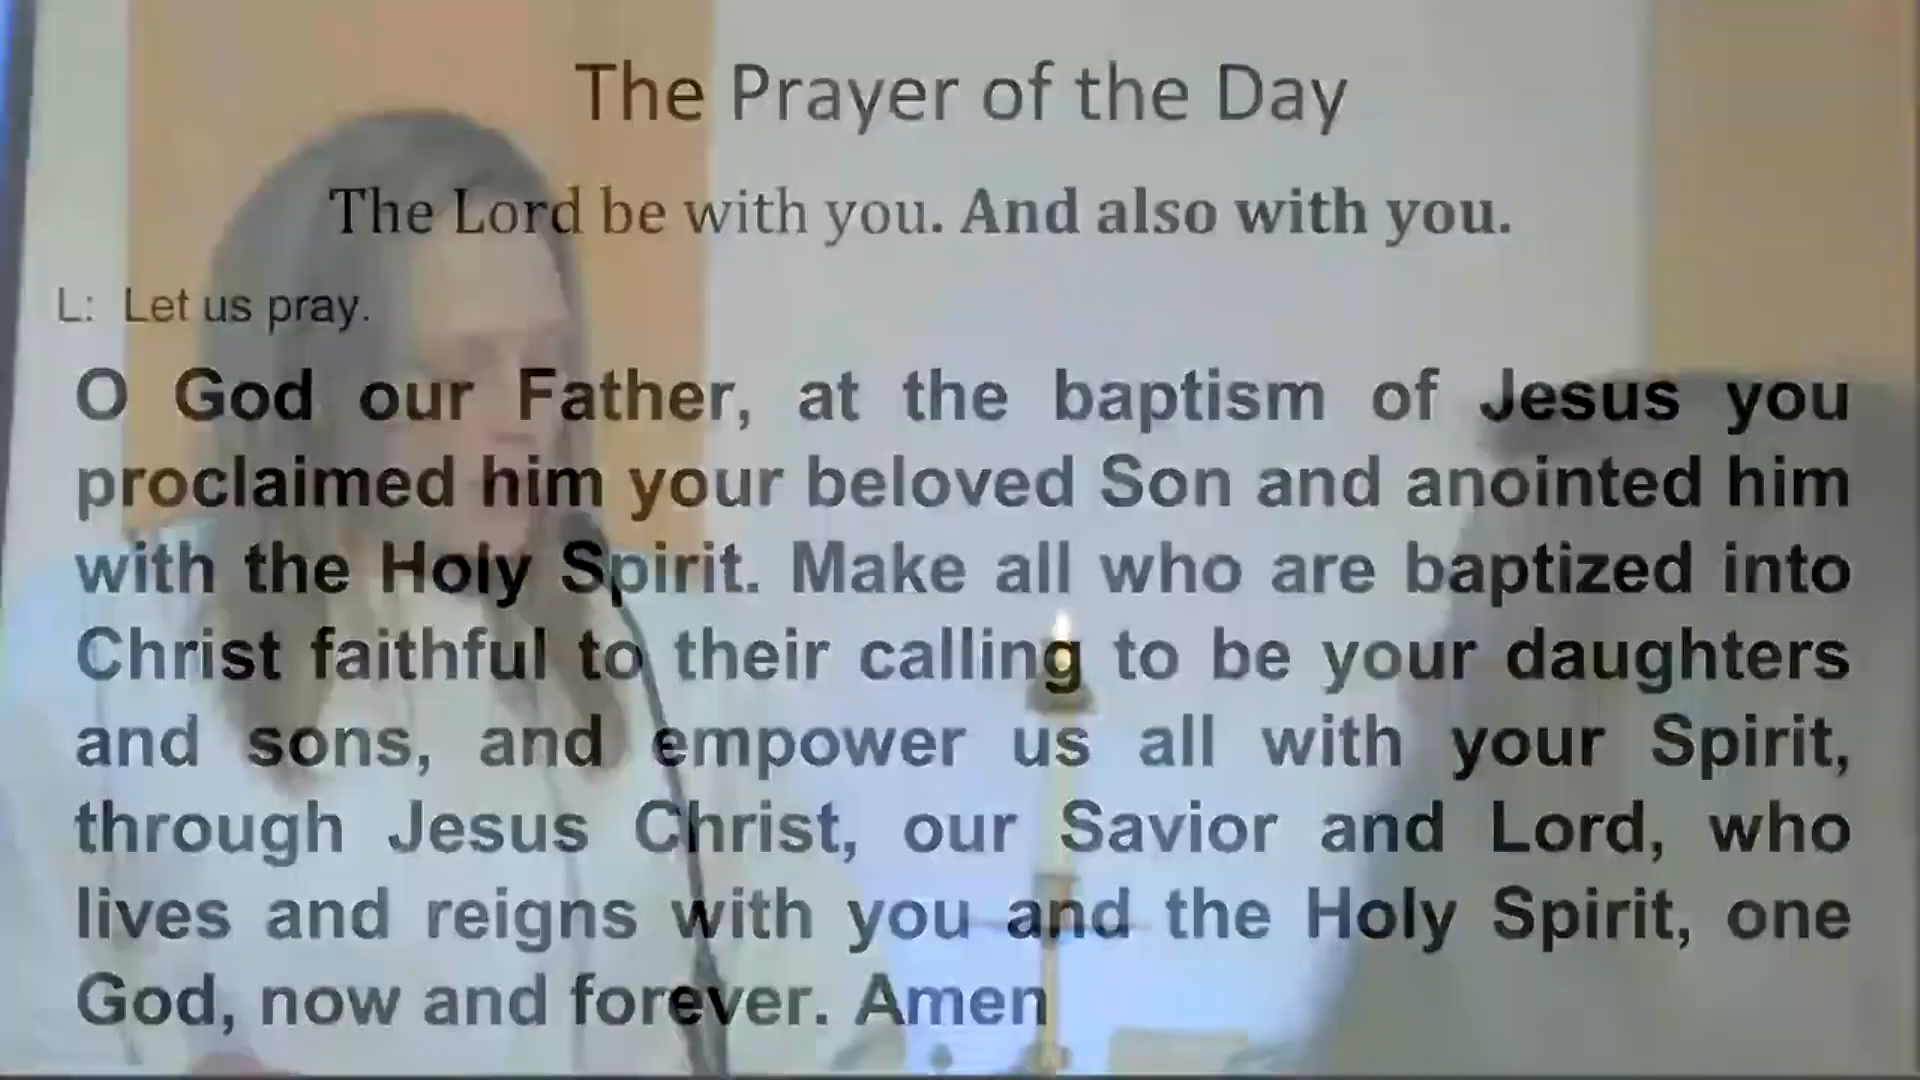 The Prayer of the Day
The Lord be with you. And also with you.
L: Let us pray.
O God our Father, at the baptism of Jesus you
proclaimed him your beloved Son and anointed him
with the Holy Spirit. Make all who are baptized into
Christ faithful to their calling to be your daughters
and sons, and empower us all with your Spirit,
through Jesus Christ, our Savior and Lord, who
lives and reigns with you and the Holy Spirit, one
God, now and forever. Amen